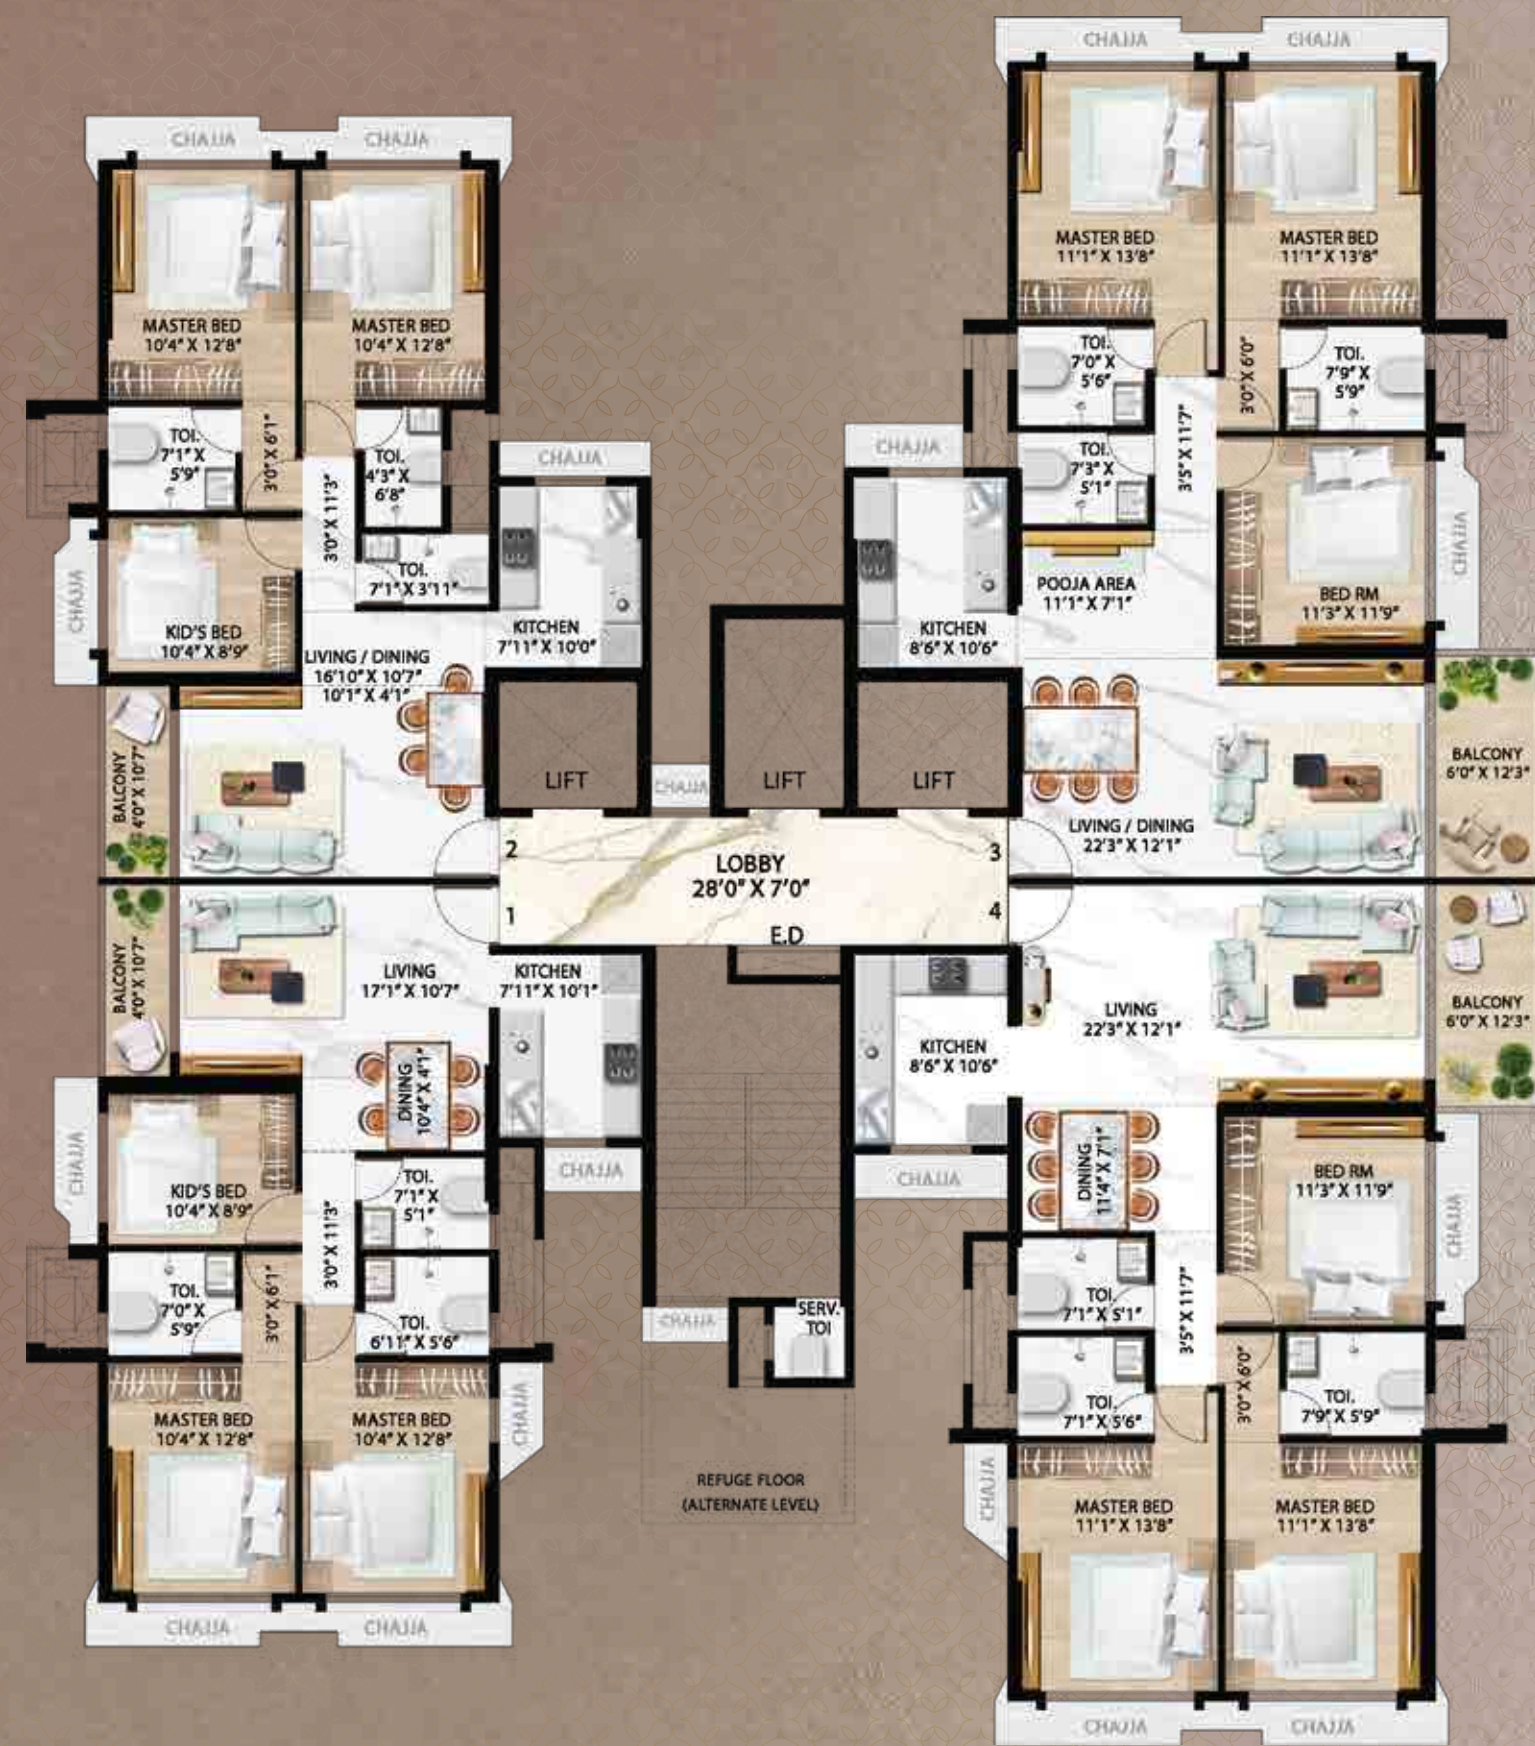 CHAJJA
CHAJJA
MASTER BED
11'1" X 13'8"
MASTER BED
11'1" X 13'8"
TOI.
7'0" X
5'6"
3'0" X 6'0"
TOI.
7'9" X
5'9"
TOI.
7'3" X
5'1"
3'5" X 11'7"
CHAJJA
KITCHEN
8'6" X 10'6"
POOJA AREA
11'1" X 7'1"
BED RM
11'3" X 11'9"
CHAJJA
LIVING / DINING
22'3" X 12'1"
BALCONY
6'0" X 12'3"
CHAJJA
CHAJJA
MASTER BED
10'4" X 12'8"
MASTER BED
10'4" X 12'8"
TOI.
7'1" X
5'9"
3'0" X 6'1"
TOI.
4'3" X
6'8"
3'0" X 11'3"
TOI.
7'1" X 3'11"
CHAJJA
KITCHEN
7'11" X 10'0"
CHAJJA
KID'S BED
10'4" X 8'9"
LIVING / DINING
16'10" X 10'7"
10'1" X 4'1"
BALCONY
4'0" X 10'7"
LIFT
CHAJJA
LIFT
LIFT
2
3
LOBBY
28'0" X 7'0"
1
4
E.D
BALCONY
4'0" X 10'7"
LIVING
17'1" X 10'7"
KITCHEN
7'11" X 10'1"
DINING
10'4" X 4'1"
CHAJJA
CHAJJA
KID'S BED
10'4" X 8'9"
3'0" X 11'3"
TOI.
7'1" X
5'1"
TOI.
7'0" X
5'9"
3'0" X 6'1"
TOI.
6'11" X 5'6"
MASTER BED
10'4" X 12'8"
MASTER BED
10'4" X 12'8"
CHAJJA
CHAJJA
CHAJJA
CHAJJA
SERV.
TOI
REFUGE FLOOR
(ALTERNATE LEVEL)
KITCHEN
8'6" X 10'6"
CHAJJA
LIVING
22'3" X 12'1"
BALCONY
6'0" X 12'3"
DINING
11'4" X 7'1"
BED RM
11'3" X 11'9"
CHAJJA
TOI.
7'1" X 5'1"
3'5" X 11'7"
TOI.
7'1" X 5'6"
3'0" X 6'0"
TOI.
7'9" X 5'9"
CHAJJA
MASTER BED
11'1" X 13'8"
MASTER BED
11'1" X 13'8"
CHAJJA
CHAJJA